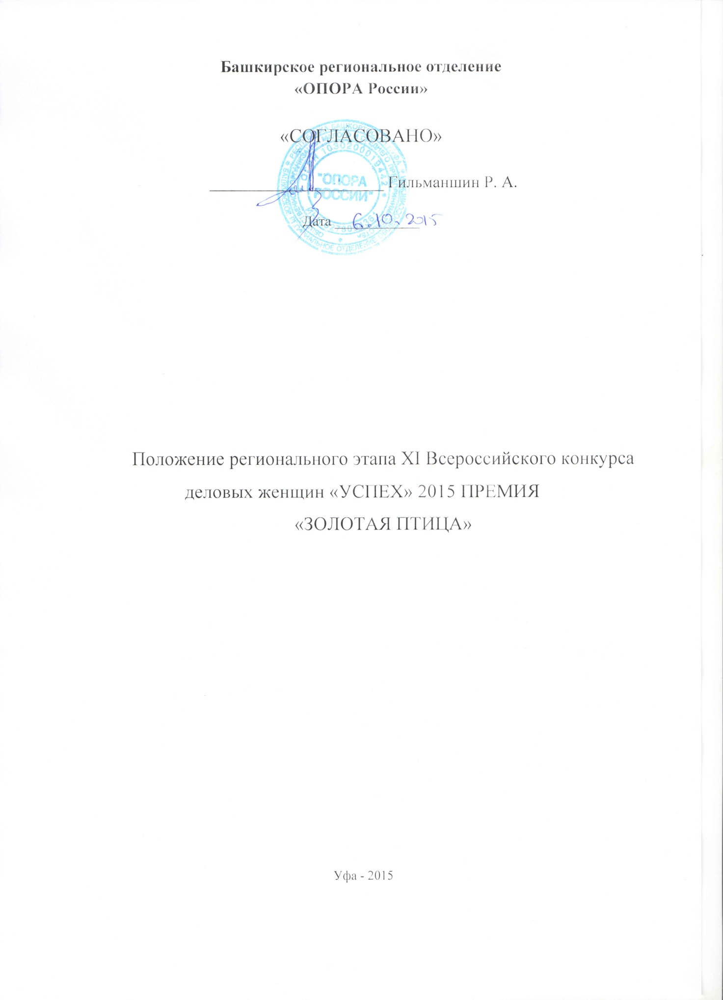 Башкирское региональное отделение
«ОПОРА России»
«СОГЛАСОВАНО»
"ОПОРА
РОССИИ"
Гильманшин Р. А.
Дата 6.10.2015
Положение регионального этапа XI Всероссийского конкурса
деловых женщин «УСПЕХ» 2015 ПРЕМИЯ
«ЗОЛОТАЯ ПТИЦА»
Уфа - 2015